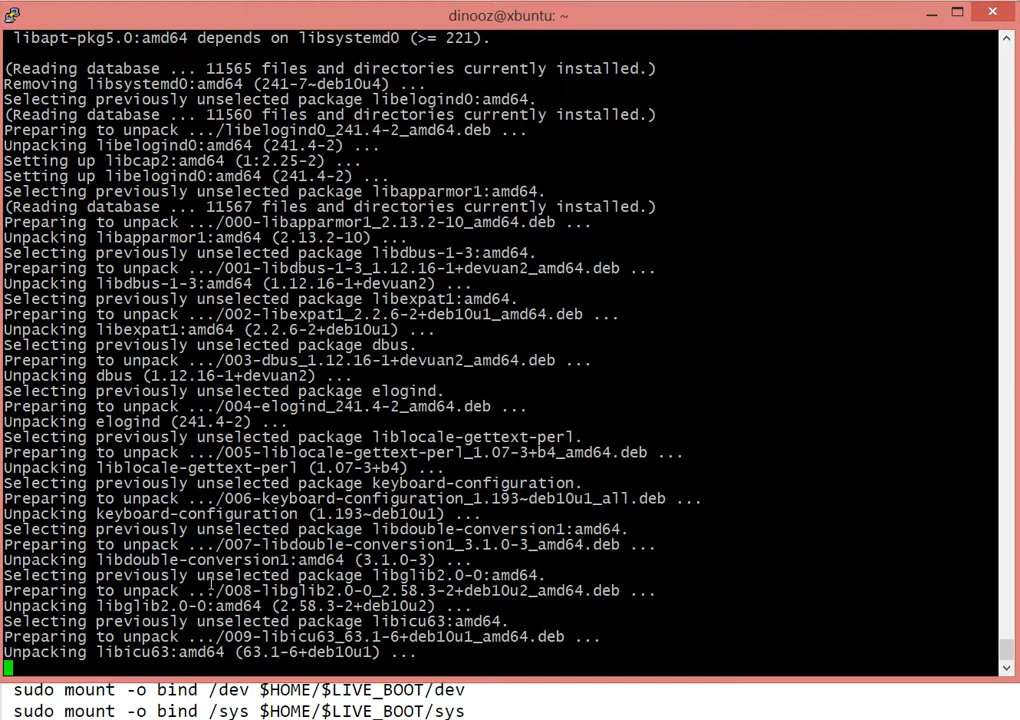 dinooz@xbuntu: ~
libapt-pkg5.0:amd64 depends on libsystemd0 (>= 221).
(Reading database ... 11565 files and directories currently installed.)
Removing libsystemd0:amd64 (241-7~deb10u4) ...
Selecting previously unselected package libelogind0:amd64.
(Reading database ... 11560 files and directories currently installed.)
Preparing to unpack .../libelogind0_241.4-2_amd64.deb ...
Unpacking libelogind0:amd64 (241.4-2) ...
Setting up libcap2:amd64 (1:2.25-2) ...
Setting up libelogind0:amd64 (241.4-2) ...
Selecting previously unselected package libapparmor1:amd64.
(Reading database ... 11567 files and directories currently installed.)
Preparing to unpack .../000-libapparmor1_2.13.2-10_amd64.deb ...
Unpacking libapparmor1:amd64 (2.13.2-10) ...
Selecting previously unselected package libdbus-1-3:amd64.
Preparing to unpack .../001-libdbus-1-3_1.12.16-1+devuan2_amd64.deb ...
Unpacking libdbus-1-3:amd64 (1.12.16-1+devuan2) ...
Selecting previously unselected package libexpat1:amd64.
Preparing to unpack .../002-libexpat1_2.2.6-2+deb10u1_amd64.deb ...
Unpacking libexpat1:amd64 (2.2.6-2+deb10u1) ...
Selecting previously unselected package dbus.
Preparing to unpack .../003-dbus_1.12.16-1+devuan2_amd64.deb ...
Unpacking dbus (1.12.16-1+devuan2) ...
Selecting previously unselected package elogind.
Preparing to unpack .../004-elogind_241.4-2_amd64.deb ...
Unpacking elogind (241.4-2) ...
Selecting previously unselected package liblocale-gettext-perl.
Preparing to unpack .../005-liblocale-gettext-perl_1.07-3+b4_amd64.deb ...
Unpacking liblocale-gettext-perl (1.07-3+b4) ...
Selecting previously unselected package keyboard-configuration.
Preparing to unpack .../006-keyboard-configuration_1.193~deb10u1_all.deb ...
Unpacking keyboard-configuration (1.193~deb10u1) ...
Selecting previously unselected package libdouble-conversion1:amd64.
Preparing to unpack .../007-libdouble-conversion1_3.1.0-3_amd64.deb ...
Unpacking libdouble-conversion1:amd64 (3.1.0-3) ...
Selecting previously unselected package libglib2.0-0:amd64.
Preparing to unpack .../008-libglib2.0-0_2.58.3-2+deb10u2_amd64.deb ...
Unpacking libglib2.0-0:amd64 (2.58.3-2+deb10u2) ...
Selecting previously unselected package libicu63:amd64.
Preparing to unpack .../009-libicu63_63.1-6+deb10u1_amd64.deb ...
Unpacking libicu63:amd64 (63.1-6+deb10u1) ...
sudo mount -o bind /dev $HOME/$LIVE_BOOT/dev
sudo mount -o bind /sys $HOME/$LIVE_BOOT/sys